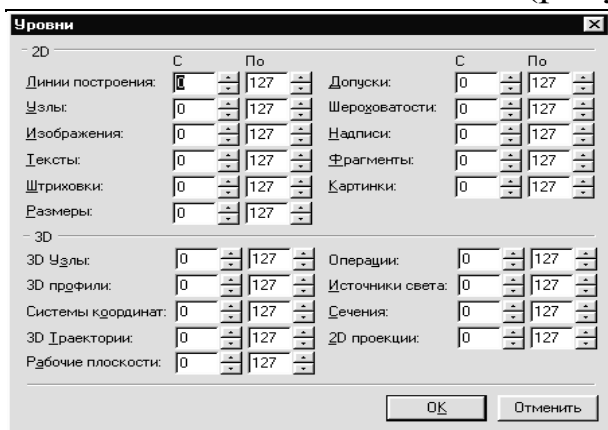 (р
Уровни
2D
С По С По
Линии построения: 0 127 Допуски: 0 127
Узлы: 0 127 Шероховатости: 0 127
Изображения: 0 127 Надписи: 0 127
Тексты: 0 127 Фрагменты: 0 127
Штриховки: 0 127 Картинки: 0 127
Размеры: 0 127
3D
3D Узлы: 0 127 Операции: 0 127
3D профили: 0 127 Источники света: 0 127
Системы координат: 0 127 Сечения: 0 127
3D Траектории: 0 127 2D проекции: 0 127
Рабочие плоскости: 0 127
OK Отменить